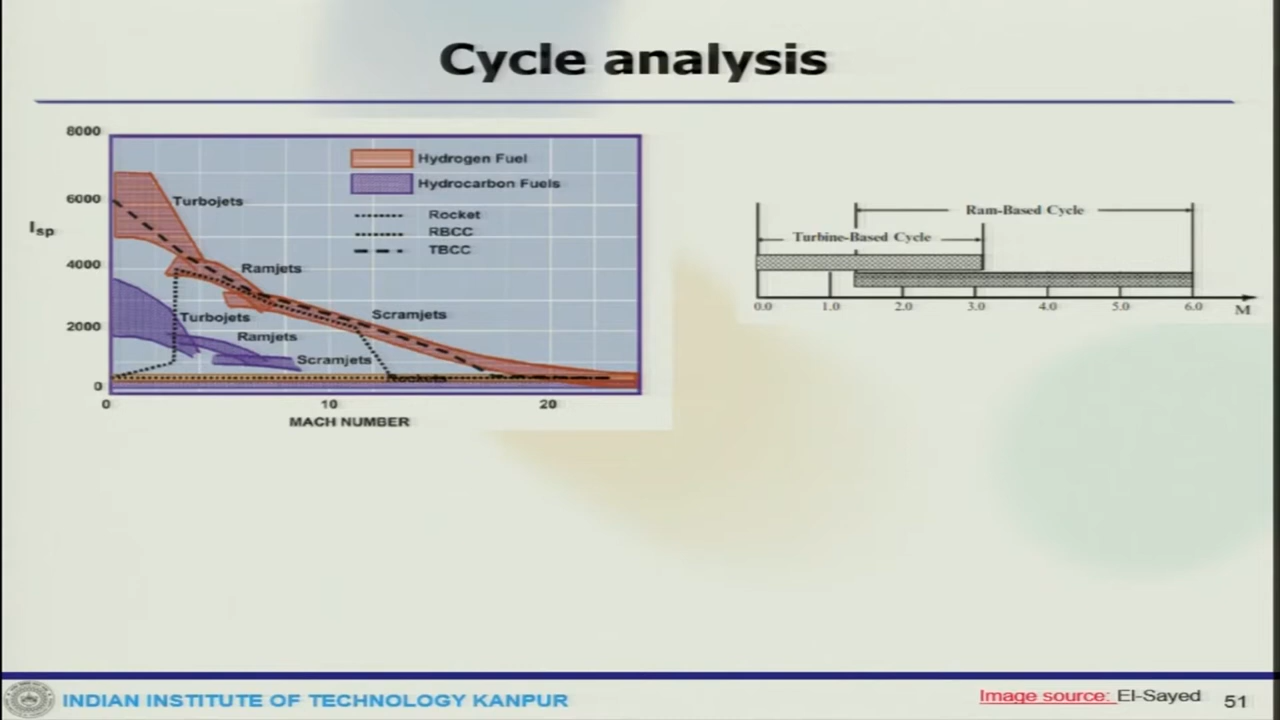 Cycle analysis
8000
6000
4000
2000
0
Isp
Hydrogen Fuel
Hydrocarbon Fuels
Rocket
RBCC
TBCC
Turbojets
Ramjets
Scramjets
Turbojets
Ramjets
Scramjets
Rockets
0
10
20
MACH NUMBER
Ram-Based Cycle
Turbine-Based Cycle
0.0
1.0
2.0
3.0
4.0
5.0
6.0
M
INDIAN INSTITUTE OF TECHNOLOGY KANPUR
Image source: El-Sayed
51